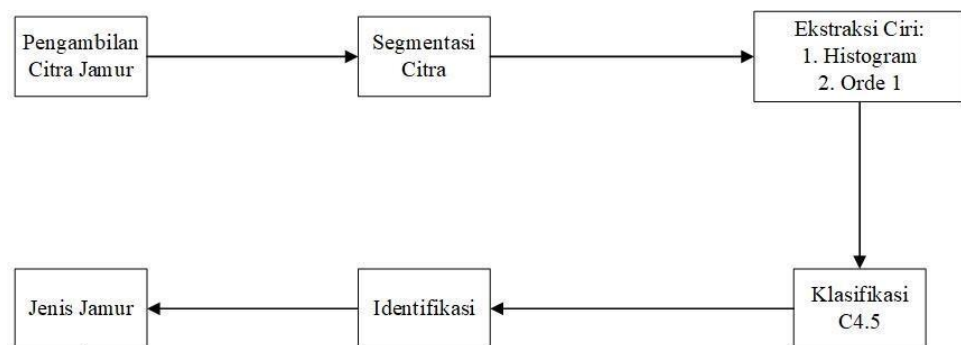 Pengambilan
Citra Jamur
Segmentasi
Citra
Ekstraksi Ciri:
1. Histogram
2. Orde 1
Klasifikasi
C4.5
Identifikasi
Jenis Jamur